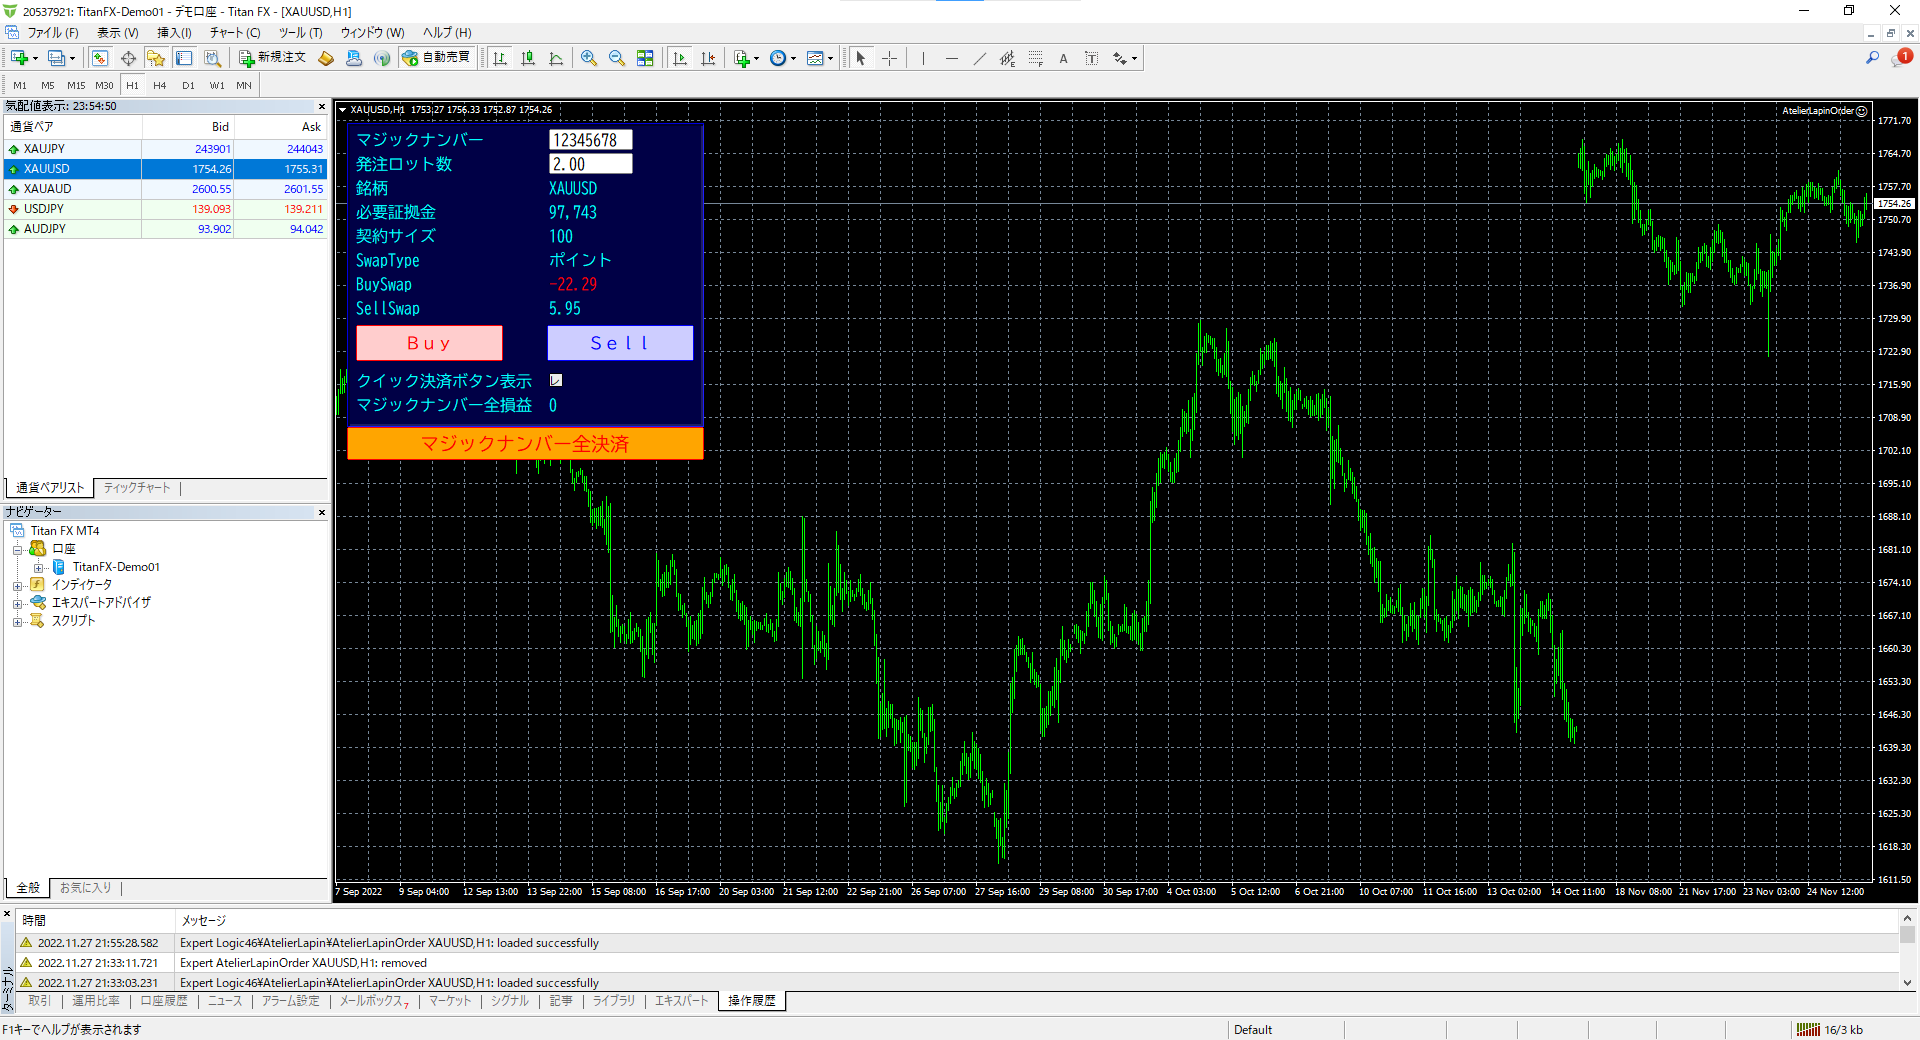 20537921: TitanFX-Demo01 - デモ口座 - Titan FX - [XAUUSD,H1]
ファイル (F) 表示 (V) 挿入(I) チャート (C) ツール (T) ウィンドウ (W) ヘルプ (H)
新規注文 自動売買 1
M1 M5 M15 M30 H1 H4 D1 W1 MN
気配値表示: 23:54:50
通貨ペア Bid Ask
XAUJPY 243901 244043
XAUUSD 1754.26 1755.31
XAUAUD 2600.55 2601.55
USDJPY 139.093 139.211
AUDJPY 93.902 94.042
通貨ペアリスト ティックチャート
ナビゲーター
Titan FX MT4
口座
TitanFX-Demo01
インディケータ
エキスパートアドバイザ
スクリプト
全般 お気に入り
XAUUSD,H1 1753.27 1756.33 1752.87 1754.26
AtelierLapinOrder
マジックナンバー 12345678
発注ロット数 2.00
銘柄 XAUUSD
必要証拠金 97,743
契約サイズ 100
SwapType ポイント
BuySwap -22.29
SellSwap 5.95
Buy Sell
クイック決済ボタン表示
マジックナンバー全損益 0
マジックナンバー全決済
1771.70
1764.70
1757.70
1754.26
1750.70
1743.90
1736.90
1729.90
1722.90
1715.90
1708.90
1702.10
1695.10
1688.10
1681.10
1674.10
1667.10
1660.30
1653.30
1646.30
1639.30
1632.30
1625.30
1618.30
1611.50
7 Sep 2022 9 Sep 04:00 12 Sep 13:00 13 Sep 22:00 15 Sep 08:00 16 Sep 17:00 20 Sep 03:00 21 Sep 12:00 22 Sep 21:00 26 Sep 07:00 27 Sep 16:00 29 Sep 08:00 30 Sep 17:00 4 Oct 03:00 5 Oct 12:00 6 Oct 21:00 10 Oct 07:00 11 Oct 16:00 13 Oct 02:00 14 Oct 11:00 18 Nov 08:00 21 Nov 17:00 23 Nov 03:00 24 Nov 12:00
時間 メッセージ
2022.11.27 21:55:28.582 Expert Logic46¥AtelierLapin¥AtelierLapinOrder XAUUSD,H1: loaded successfully
2022.11.27 21:33:11.721 Expert AtelierLapinOrder XAUUSD,H1: removed
2022.11.27 21:33:03.231 Expert Logic46¥AtelierLapin¥AtelierLapinOrder XAUUSD,H1: loaded successfully
ターミナル
取引 運用比率 口座履歴 ニュース アラーム設定 メールボックス 7 マーケット シグナル 記事 ライブラリ エキスパート 操作履歴
F1キーでヘルプが表示されます Default 16/3 kb